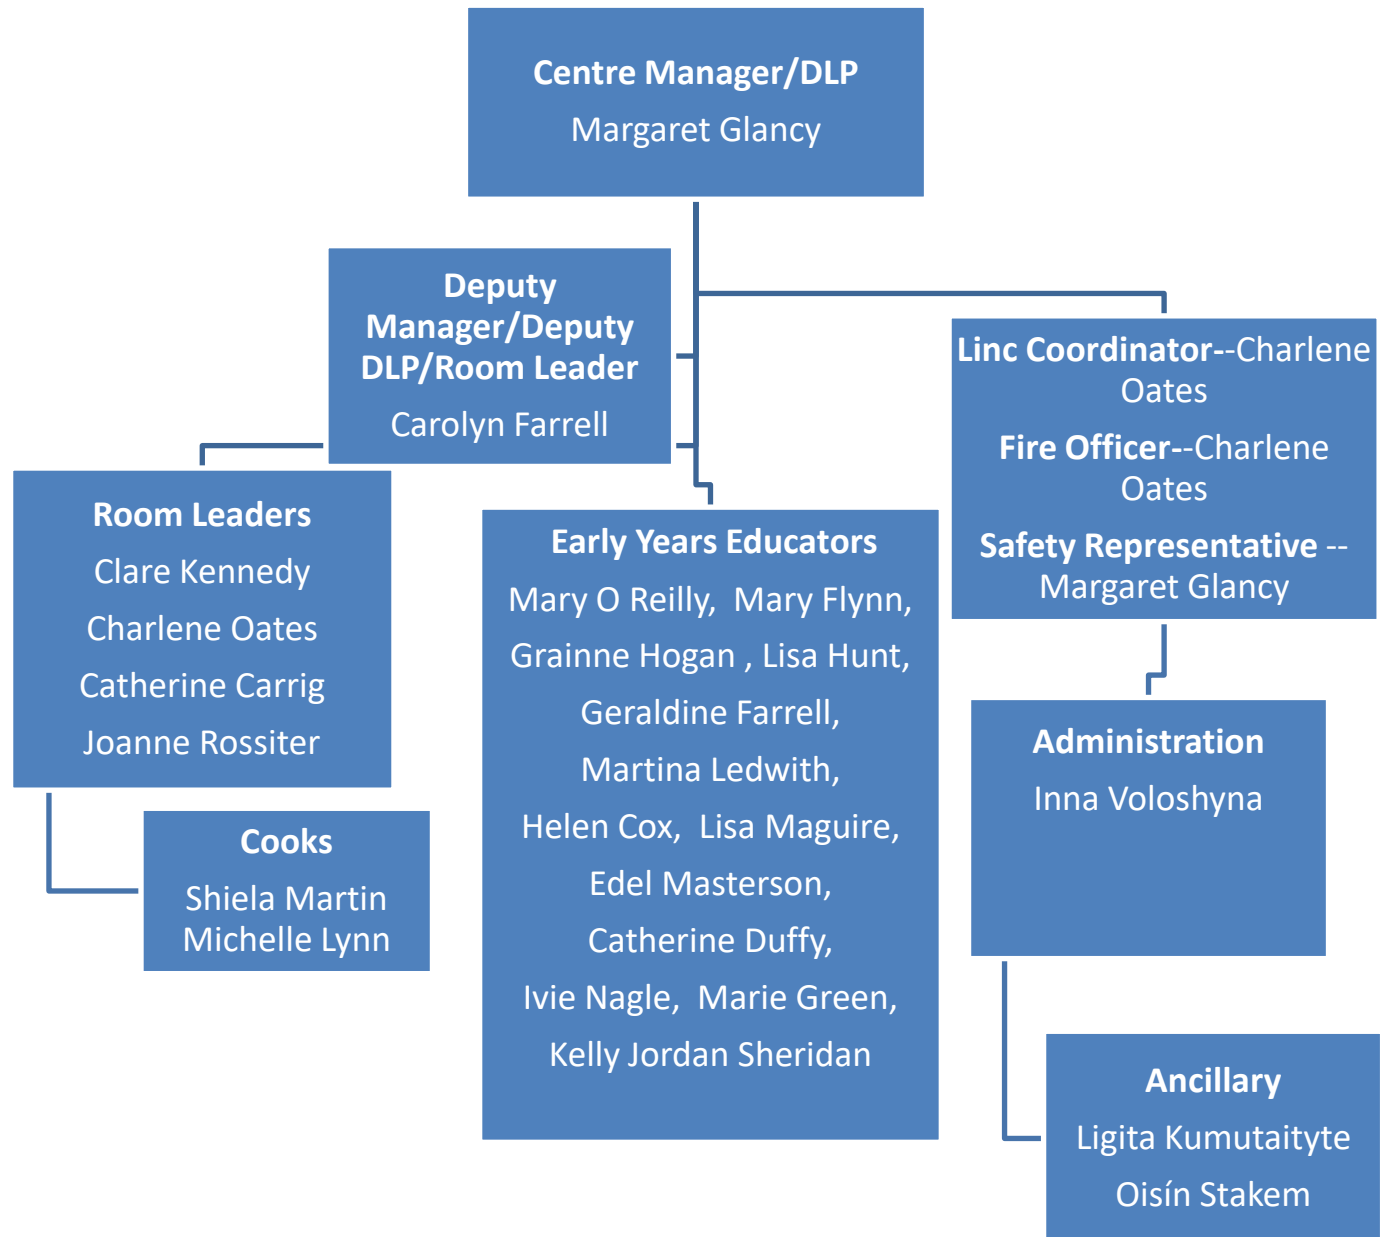 Centre Manager/DLP
Margaret Glancy
Deputy
Manager/Deputy
DLP/Room Leader
Carolyn Farrell
Linc Coordinator--Charlene
Oates
Fire Officer--Charlene
Oates
Safety Representative --
Margaret Glancy
Room Leaders
Clare Kennedy
Charlene Oates
Catherine Carrig
Joanne Rossiter
Early Years Educators
Mary O Reilly, Mary Flynn,
Grainne Hogan , Lisa Hunt,
Geraldine Farrell,
Martina Ledwith,
Helen Cox, Lisa Maguire,
Edel Masterson,
Catherine Duffy,
Ivie Nagle, Marie Green,
Kelly Jordan Sheridan
Administration
Inna Voloshyna
Cooks
Shiela Martin
Michelle Lynn
Ancillary
Ligita Kumutaityte
Oisín Stakem